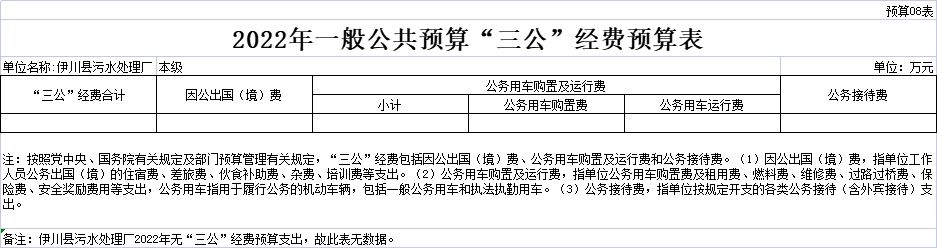 预算08表
2022年一般公共预算“三公”经费预算表
单位名称:伊川县污水处理厂 本级 单位：万元
“三公”经费合计 因公出国（境）费 公务用车购置及运行费 公务接待费
小计 公务用车购置费 公务用车运行费
注：按照党中央、国务院有关规定及部门预算管理有关规定，“三公”经费包括因公出国（境）费、公务用车购置及运行费和公务接待费。（1）因公出国（境）费，指单位工作
人员公务出国（境）的住宿费、差旅费、伙食补助费、杂费、培训费等支出。（2）公务用车购置及运行费，指单位公务用车购置费及租用费、燃料费、维修费、过路过桥费、保
险费、安全奖励费用等支出，公务用车指用于履行公务的机动车辆，包括一般公务用车和执法执勤用车。（3）公务接待费，指单位按规定开支的各类公务接待（含外宾接待）支
出。
备注：伊川县污水处理厂2022年无“三公”经费预算支出，故此表无数据。